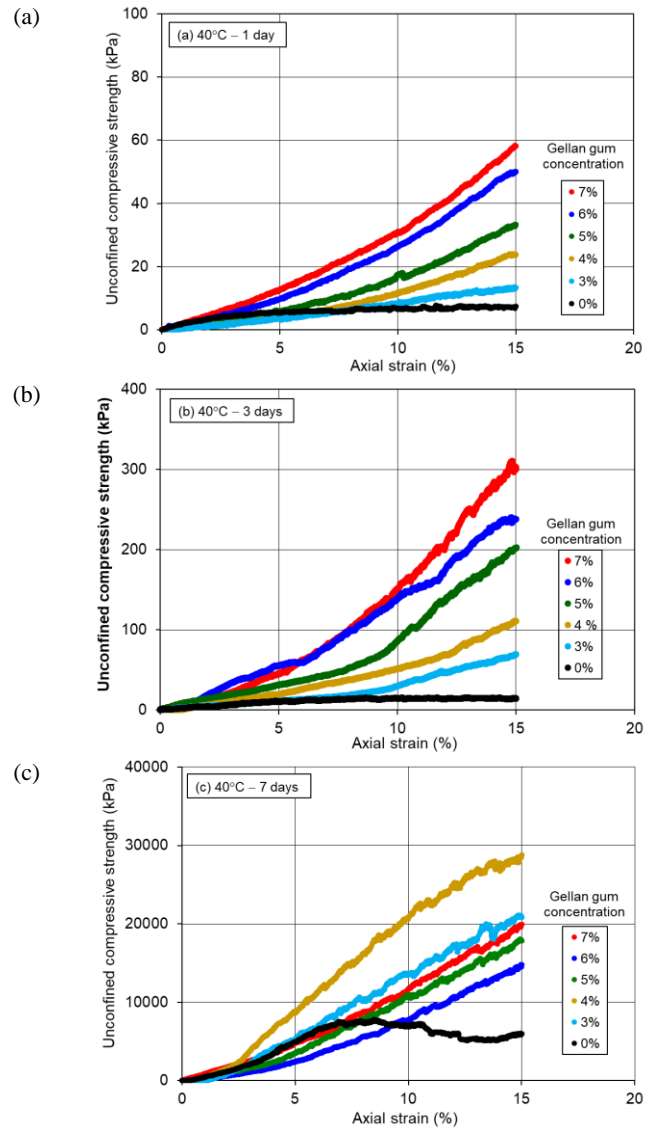 (a)
(a) 40°C – 1 day
Unconfined compressive strength (kPa)
100
80
60
40
20
0
Gellan gum
concentration
7%
6%
5%
4%
3%
0%
0 5 10 15 20
Axial strain (%)
(b)
(b) 40°C – 3 days
Unconfined compressive strength (kPa)
400
300
200
100
0
Gellan gum
concentration
7%
6%
5%
4 %
3%
0%
0 5 10 15 20
Axial strain (%)
(c)
(c) 40°C – 7 days
Unconfined compressive strength (kPa)
40000
30000
20000
10000
0
Gellan gum
concentration
7%
6%
5%
4%
3%
0%
0 5 10 15 20
Axial strain (%)